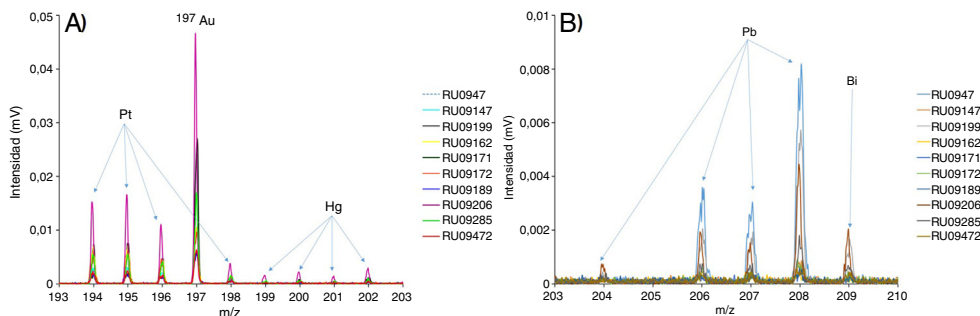 A)
197 Au
0,05
0,04
0,03
0,02
0,01
0
Intensidad (mV)
Pt
Hg
193 194 195 196 197 198 199 200 201 202 203
m/z
RU0947
RU09147
RU09199
RU09162
RU09171
RU09172
RU09189
RU09206
RU09285
RU09472
B)
0,01
0,008
0,006
0,004
0,002
0
Intensidad (mV)
Pb
Bi
203 204 206 207 208 209 210
m/z
RU0947
RU09147
RU09199
RU09162
RU09171
RU09172
RU09189
RU09206
RU09285
RU09472